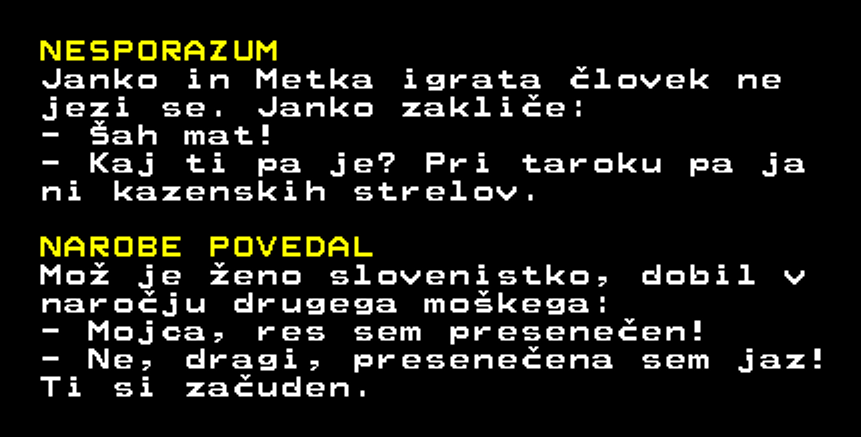 NESPORAZUM
Janko in Metka igrata človek ne
jezi se. Janko zakliče:
- Šah mat!
- Kaj ti pa je? Pri taroku pa ja
ni kazenskih strelov.
NAROBE POVEDAL
Mož je ženo slovenistko, dobil v
naročju drugega moškega:
- Mojca, res sem presenečen!
- Ne, dragi, presenečena sem jaz!
Ti si začuden.